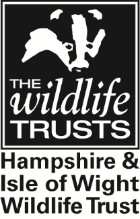 THE
wildlife
TRUSTS
Hampshire &
Isle of Wight
Wildlife Trust